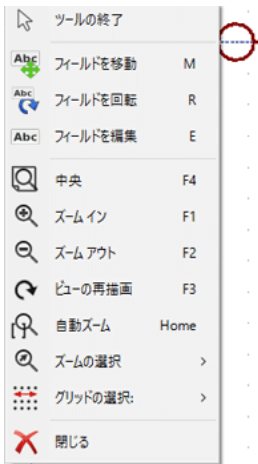 ツールの終了
Abc フィールドを移動 M
Abc フィールドを回転 R
Abc フィールドを編集 E
中央 F4
ズーム イン F1
ズーム アウト F2
ビューの再描画 F3
自動ズーム Home
ズームの選択
グリッドの選択:
閉じる